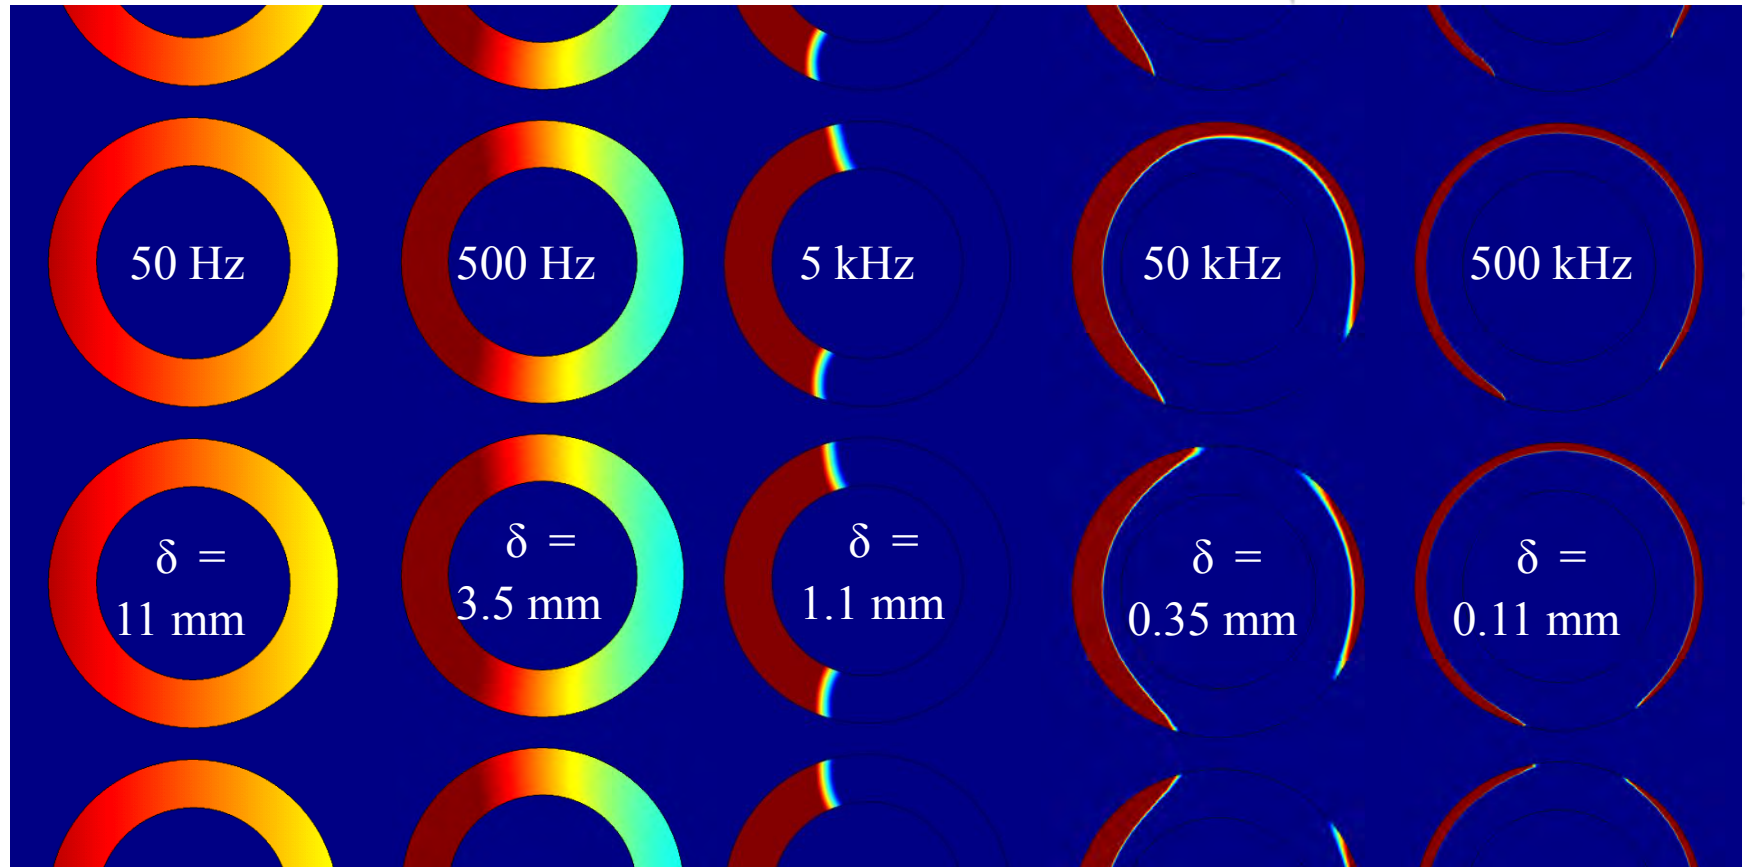 50 Hz
500 Hz
5 kHz
50 kHz
500 kHz
δ =
11 mm
δ =
3.5 mm
δ =
1.1 mm
δ =
0.35 mm
δ =
0.11 mm